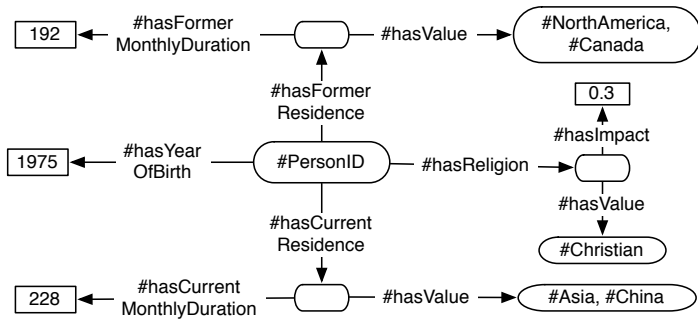 192
#hasFormer
MonthlyDuration
#hasValue
#NorthAmerica,
#Canada
#hasFormer
Residence
0.3
#hasImpact
1975
#hasYear
OfBirth
#PersonID
#hasReligion
#hasValue
#Christian
#hasCurrent
Residence
228
#hasCurrent
MonthlyDuration
#hasValue
#Asia, #China